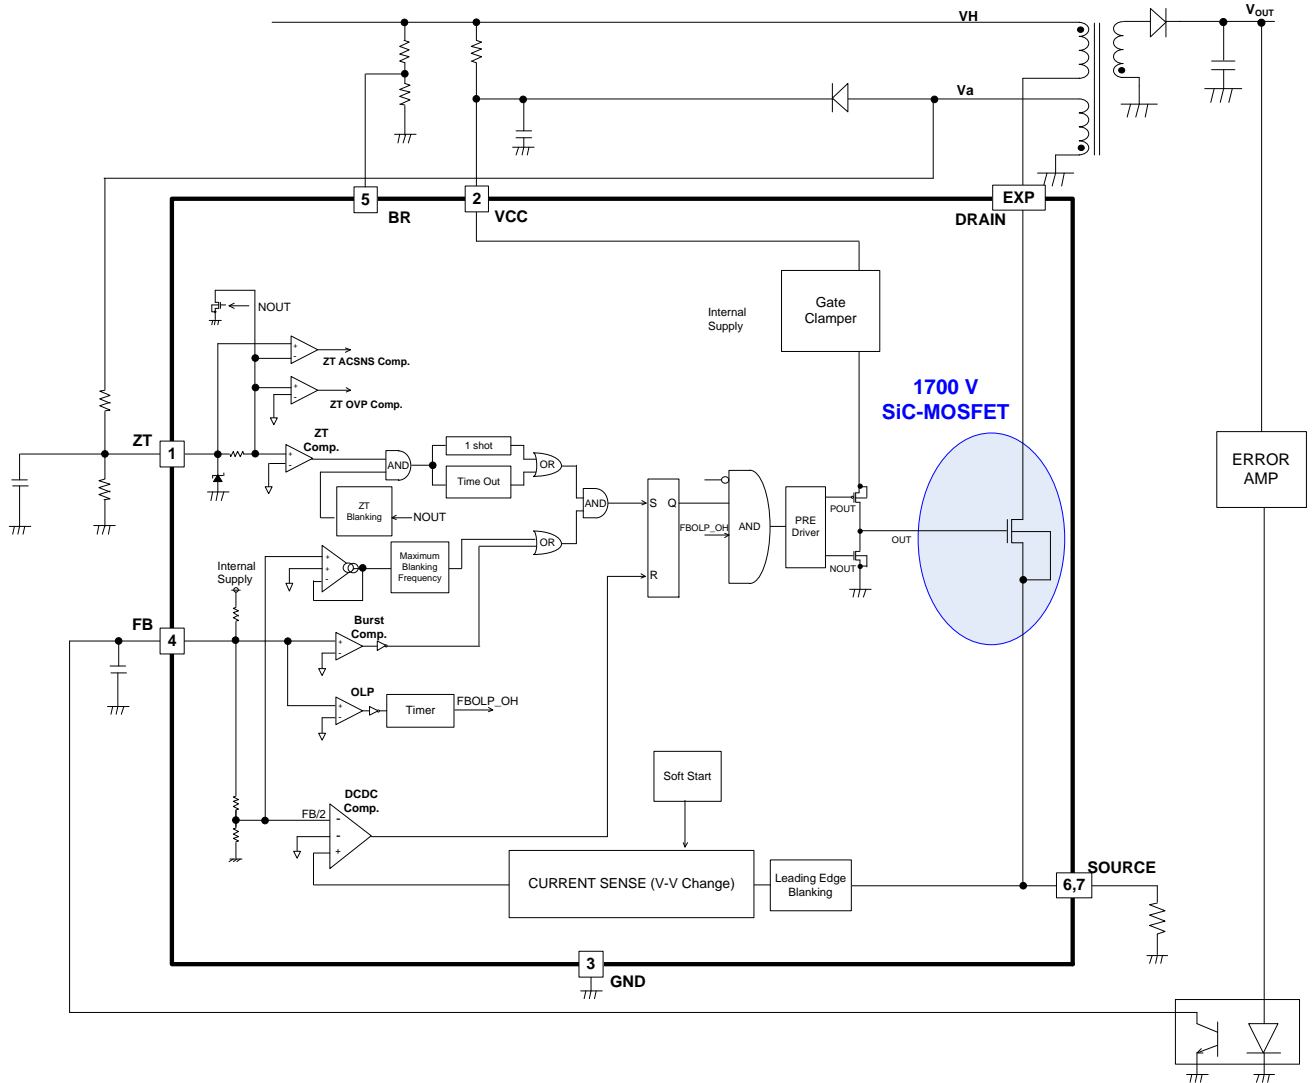 VH
VOUT
Va
5
BR
2
VCC
EXP
DRAIN
NOUT
Internal
Supply
Gate
Clamper
ZT ACSNS Comp.
ZT OVP Comp.
1700 V
SiC-MOSFET
ZT
1
ZT
Comp.
AND
1 shot
Time Out
OR
ZT
Blanking
NOUT
AND
S
Q
R
FBOLP_OH
AND
PRE
Driver
POUT
NOUT
OUT
ERROR
AMP
Internal
Supply
Maximum
Blanking
Frequency
OR
FB
4
Burst
Comp.
OLP
Timer
FBOLP_OH
Soft Start
DCDC
Comp.
FB/2
CURRENT SENSE (V-V Change)
Leading Edge
Blanking
SOURCE
6,7
3
GND